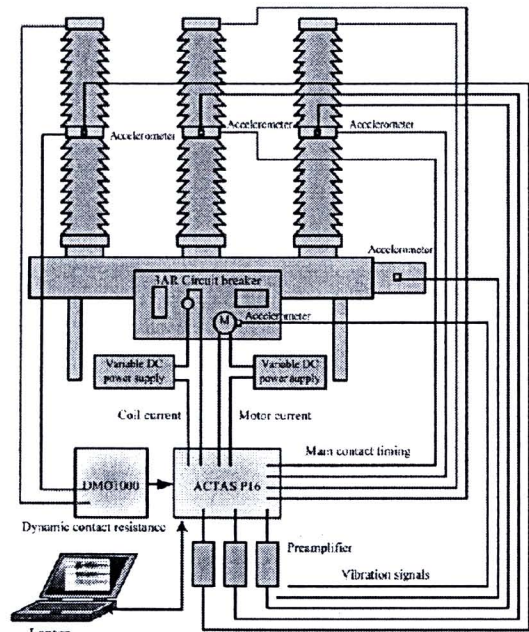 Accelerometer
Accelerometer
Accelerometer
Accelerometer
3AR Circuit breaker
M
Accelerometer
Variable DC
power supply
Variable DC
power supply
Coil current
Motor current
Main contact timing
DMO1000
ACTAS P16
Dynamic contact resistance
Preamplifier
Vibration signals
Laptop